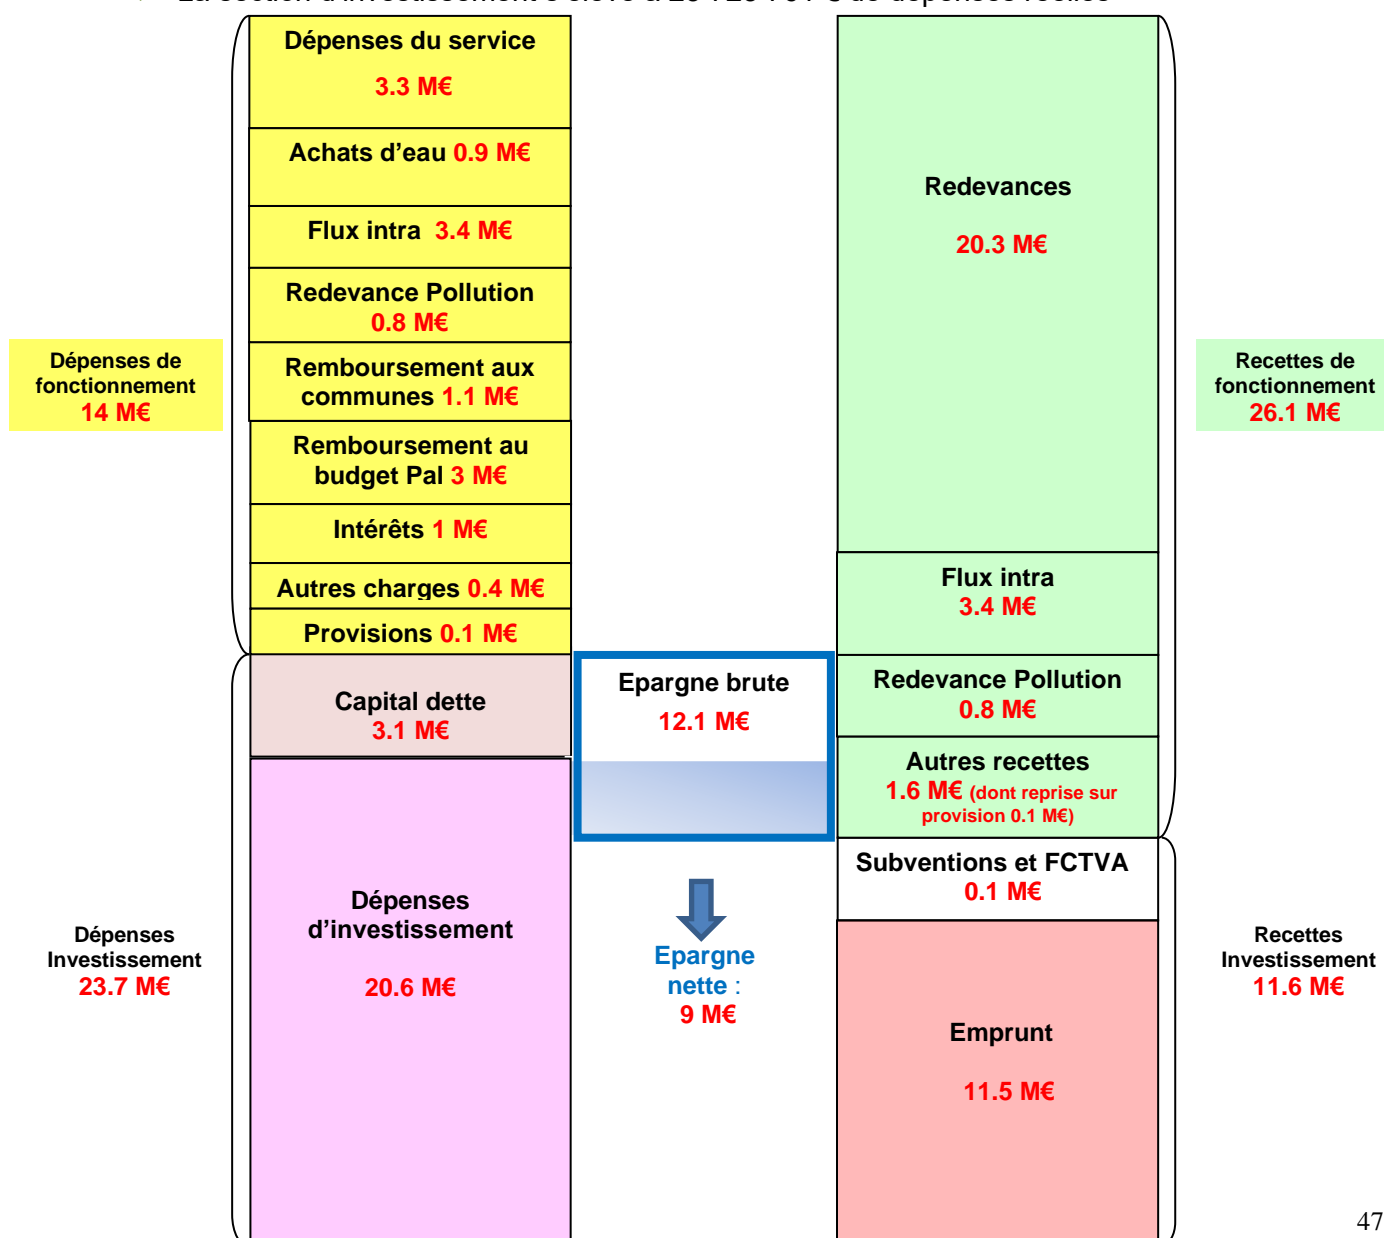 Dépenses du service
3.3 M€
Achats d'eau 0.9 M€
Flux intra 3.4 M€
Redevance Pollution
0.8 M€
Remboursement aux
communes 1.1 M€
Remboursement au
budget Pal 3 M€
Intérêts 1 M€
Autres charges 0.4 M€
Provisions 0.1 M€
Dépenses de
fonctionnement
14 M€
Capital dette
3.1 M€
Dépenses
d'investissement
20.6 M€
Dépenses
Investissement
23.7 M€
Epargne brute
12.1 M€
Epargne
nette :
9 M€
Redevances
20.3 M€
Flux intra
3.4 M€
Redevance Pollution
0.8 M€
Autres recettes
1.6 M€ (dont reprise sur
provision 0.1 M€)
Recettes de
fonctionnement
26.1 M€
Subventions et FCTVA
0.1 M€
Emprunt
11.5 M€
Recettes
Investissement
11.6 M€
47